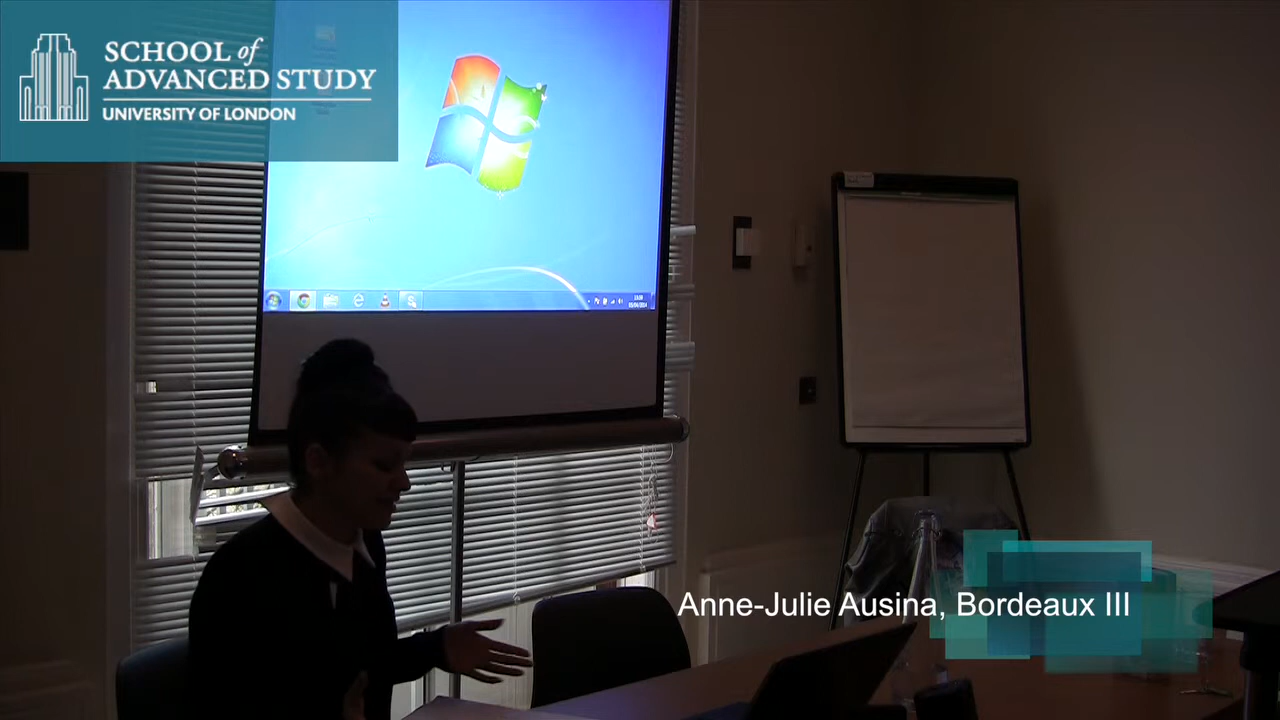 SCHOOL of
ADVANCED STUDY
UNIVERSITY OF LONDON
Anne-Julie Ausina, Bordeaux III